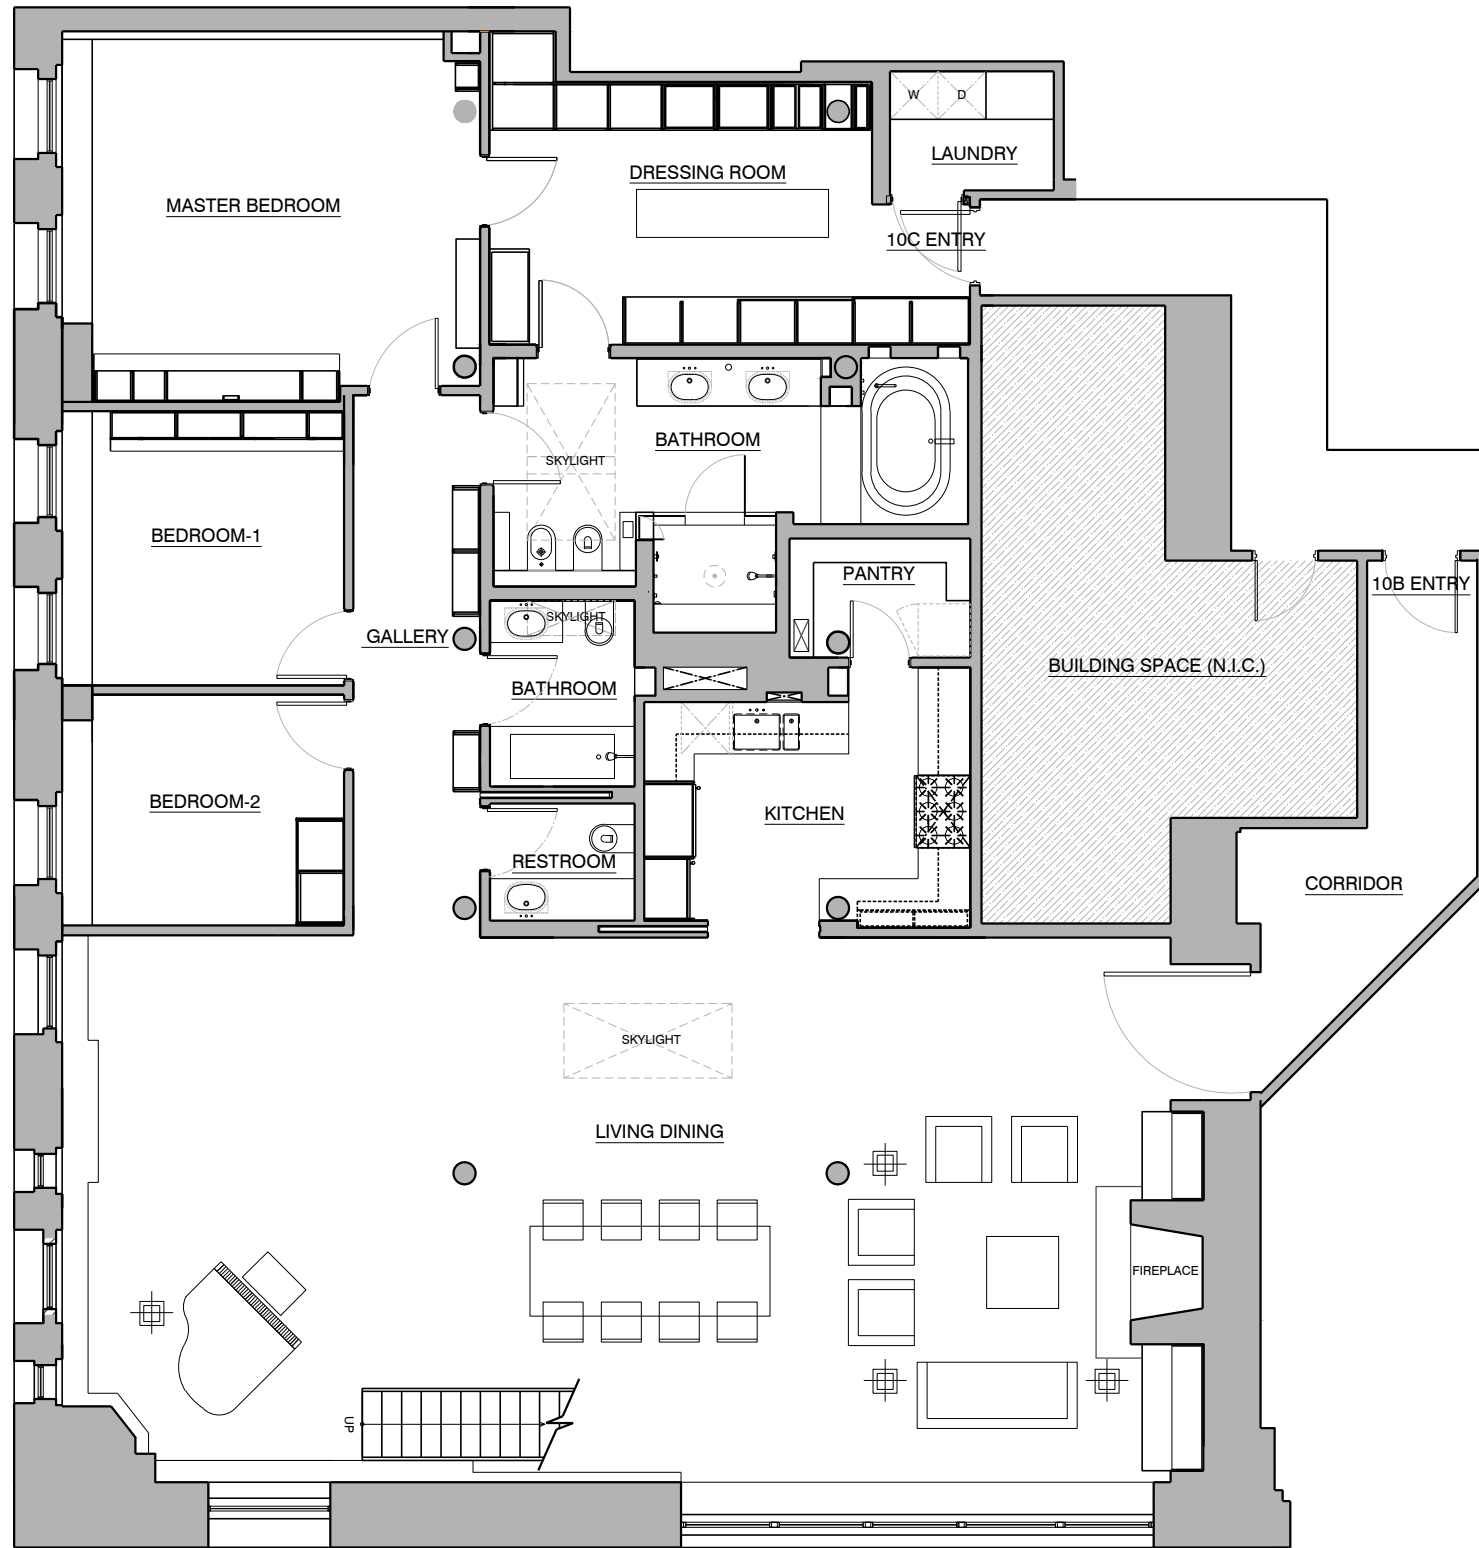 W
D
LAUNDRY
DRESSING ROOM
MASTER BEDROOM
10C ENTRY
BATHROOM
SKYLIGHT
BEDROOM-1
PANTRY
10B ENTRY
SKYLIGHT
GALLERY
BUILDING SPACE (N.I.C.)
BATHROOM
BEDROOM-2
KITCHEN
RESTROOM
CORRIDOR
SKYLIGHT
LIVING DINING
FIREPLACE
UP